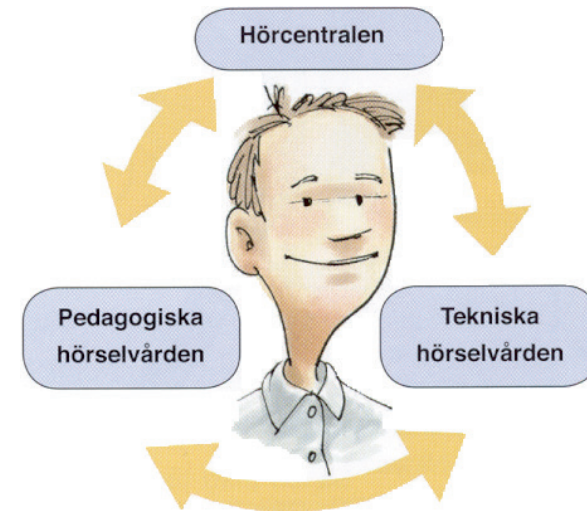 Hörcentralen
Pedagogiska
hörselvården
Tekniska
hörselvården